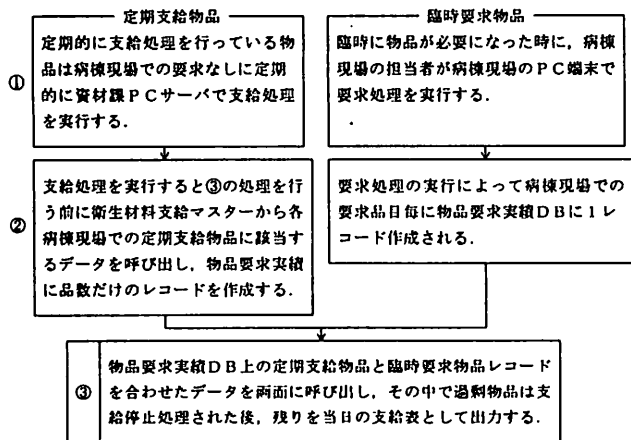 定期支給物品
定期的に支給処理を行っている物
品は病棟現場での要求なしに定期
的に資材課PCサーバで支給処理
を実行する．
臨時要求物品
臨時に物品が必要になった時に，病棟
現場の担当者が病棟現場のPC端末で
要求処理を実行する．
①
支給処理を実行すると③の処理を行
う前に衛生材料支給マスターから各
病棟現場での定期支給物品に該当す
るデータを呼び出し，物品要求実績
に品数だけのレコードを作成する．
②
要求処理の実行によって病棟現場での
要求品目毎に物品要求実績DBに1レ
コード作成される．
③
物品要求実績DB上の定期支給物品と臨時要求物品レコード
を合わせたデータを画面に呼び出し，その中で過剰物品は支
給停止処理された後，残りを当日の支給表として出力する．